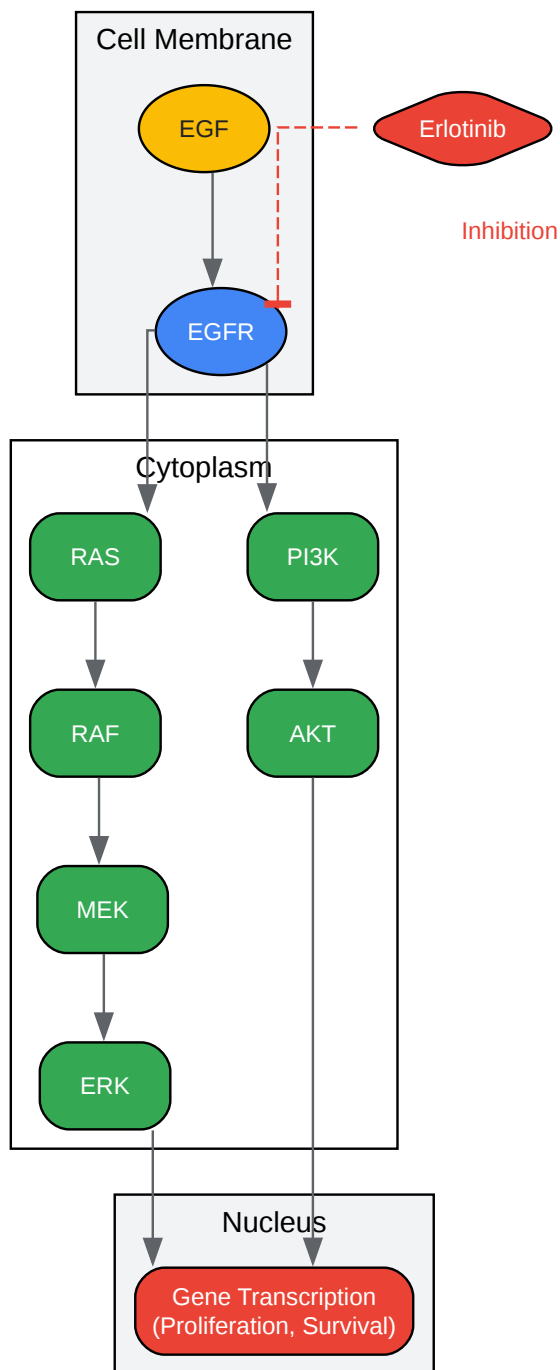 Cell Membrane
EGF
Erlotinib
Inhibition
EGFR
Cytoplasm
RAS
PI3K
RAF
AKT
MEK
ERK
Nucleus
Gene Transcription
(Proliferation, Survival)